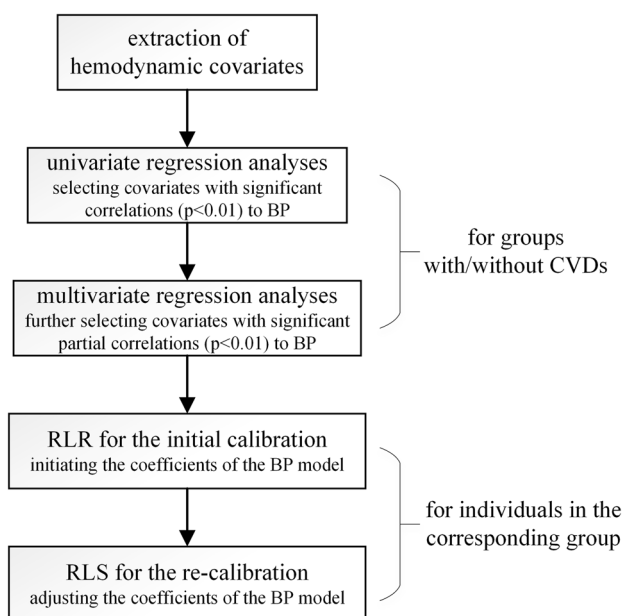 extraction of
hemodynamic covariates
univariate regression analyses
selecting covariates with significant
correlations (p<0.01) to BP
for groups
with/without CVDs
multivariate regression analyses
further selecting covariates with significant
partial correlations (p<0.01) to BP
RLR for the initial calibration
initiating the coefficients of the BP model
for individuals in the
corresponding group
RLS for the re-calibration
adjusting the coefficients of the BP model